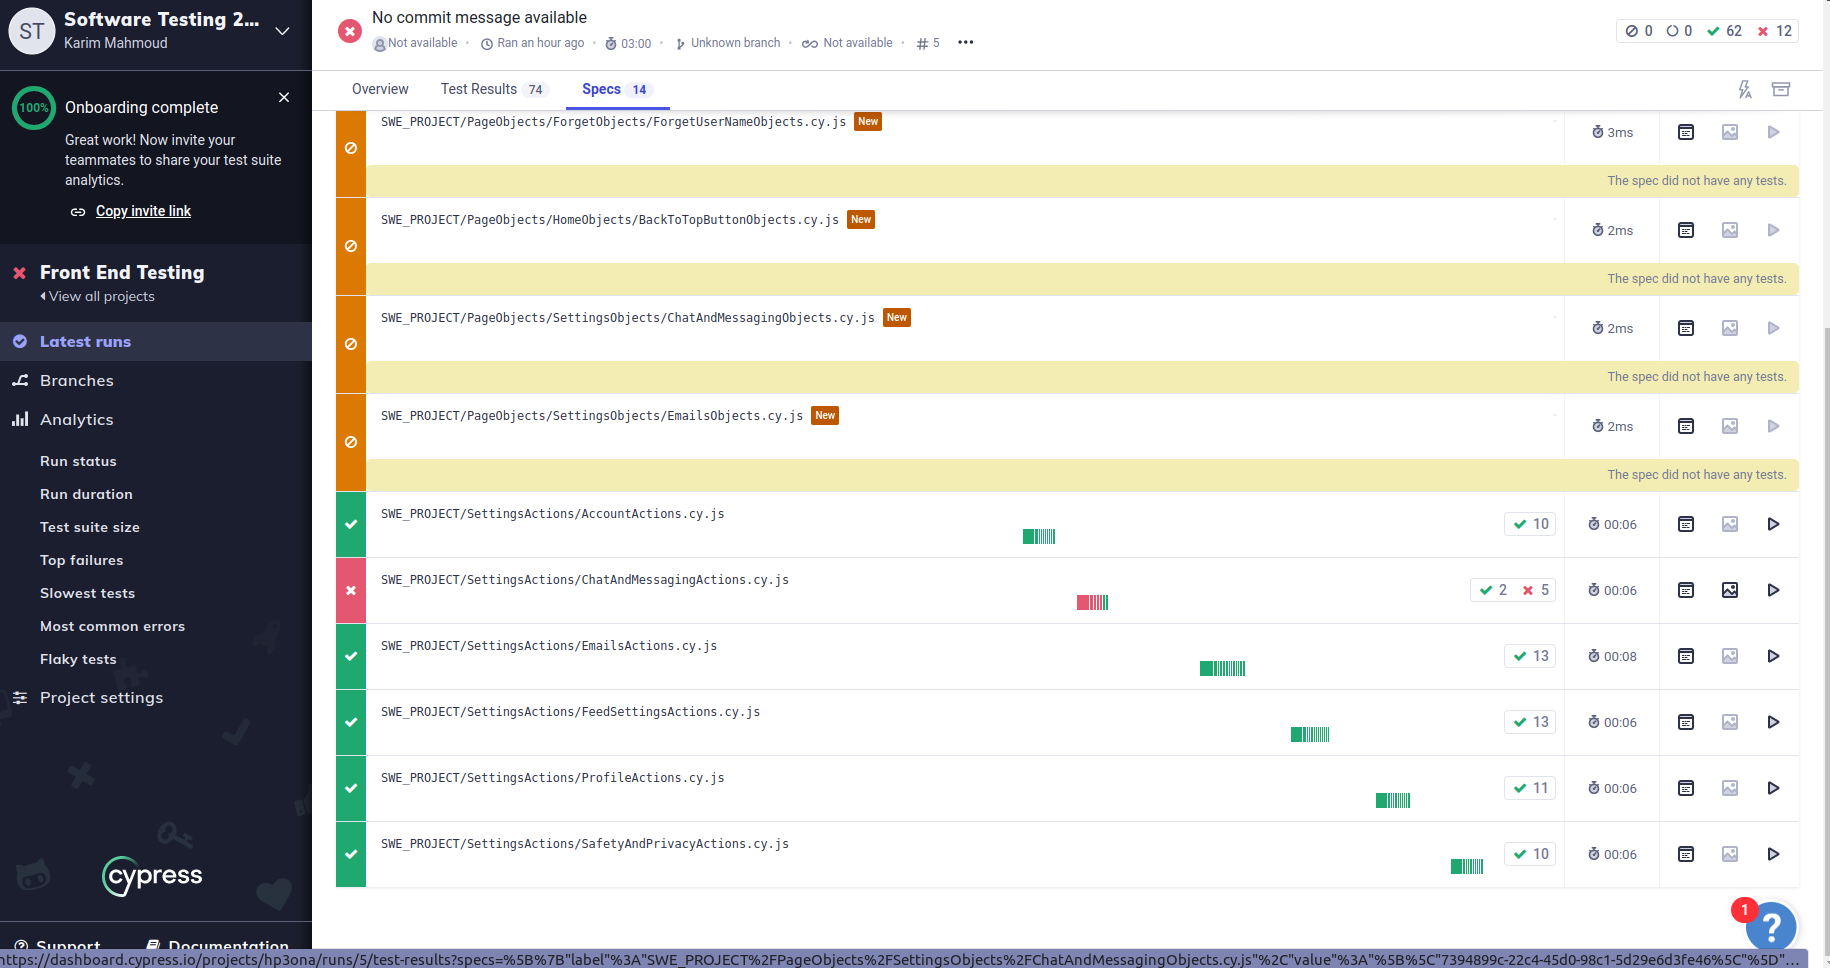 ST
Software Testing 2...
Karim Mahmoud
100%
Onboarding complete
Great work! Now invite your
teammates to share your test suite
analytics.
Copy invite link
Front End Testing
View all projects
Latest runs
Branches
Analytics
Run status
Run duration
Test suite size
Top failures
Slowest tests
Most common errors
Flaky tests
Project settings
cypress
Support Documentation
No commit message available
Not available · Ran an hour ago · 03:00 · Unknown branch · Not available · # 5 •••
0 0 62 12
Overview Test Results 74 Specs 14
SWE_PROJECT/PageObjects/ForgetObjects/ForgetUserNameObjects.cy.js New
3ms
The spec did not have any tests.
SWE_PROJECT/PageObjects/HomeObjects/BackToTopButtonObjects.cy.js New
2ms
The spec did not have any tests.
SWE_PROJECT/PageObjects/SettingsObjects/ChatAndMessagingObjects.cy.js New
2ms
The spec did not have any tests.
SWE_PROJECT/PageObjects/SettingsObjects/EmailsObjects.cy.js New
2ms
The spec did not have any tests.
SWE_PROJECT/SettingsActions/AccountActions.cy.js
10 00:06
SWE_PROJECT/SettingsActions/ChatAndMessagingActions.cy.js
2 5 00:06
SWE_PROJECT/SettingsActions/EmailsActions.cy.js
13 00:08
SWE_PROJECT/SettingsActions/FeedSettingsActions.cy.js
13 00:06
SWE_PROJECT/SettingsActions/ProfileActions.cy.js
11 00:06
SWE_PROJECT/SettingsActions/SafetyAndPrivacyActions.cy.js
10 00:06
1
?
https://dashboard.cypress.io/projects/hp3ona/runs/5/test-results?specs=%5B%7B"label"%3A"SWE_PROJECT%2FPageObjects%2FSettingsObjects%2FChatAndMessagingObjects.cy.js"%2C"value"%3A"%5B%5C"7394899c-22c4-45d0-98c1-5d29e6d3fe46%5C"%5D"...